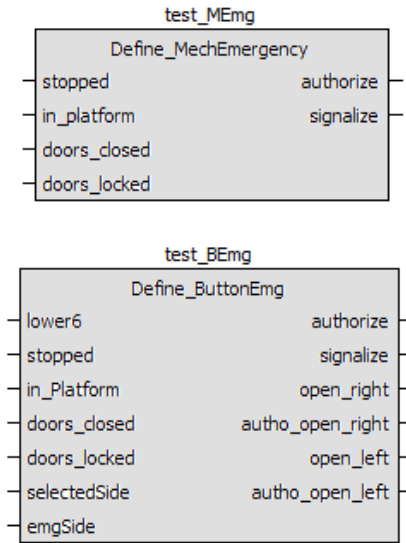 test_MEmg
Define_MechEmergency
stopped authorize
in_platform signalize
doors_closed
doors_locked
test_BEmg
Define_ButtonEmg
lower6 authorize
stopped signalize
in_Platform open_right
doors_closed autho_open_right
doors_locked open_left
selectedSide autho_open_left
emgSide